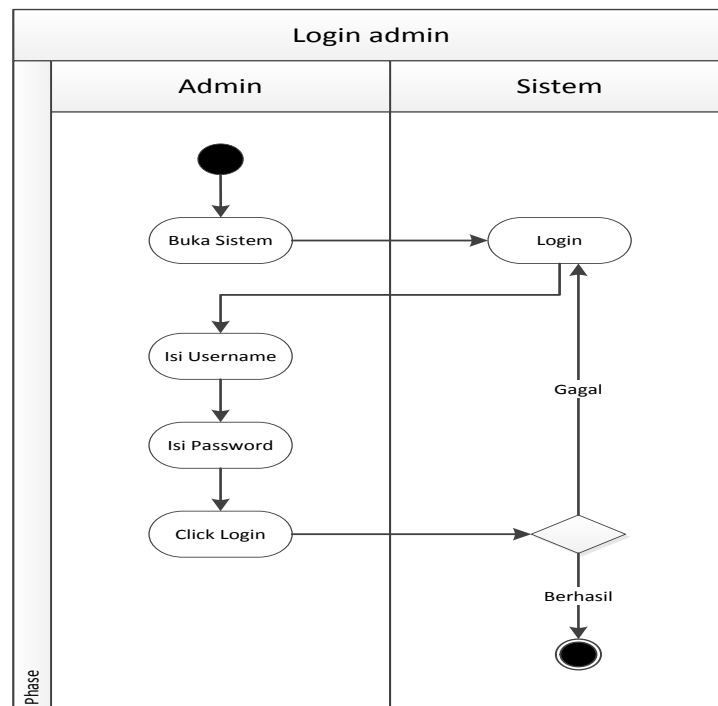 Login admin
Admin
Sistem
Buka Sistem
Login
Isi Username
Gagal
Isi Password
Click Login
Berhasil
Phase